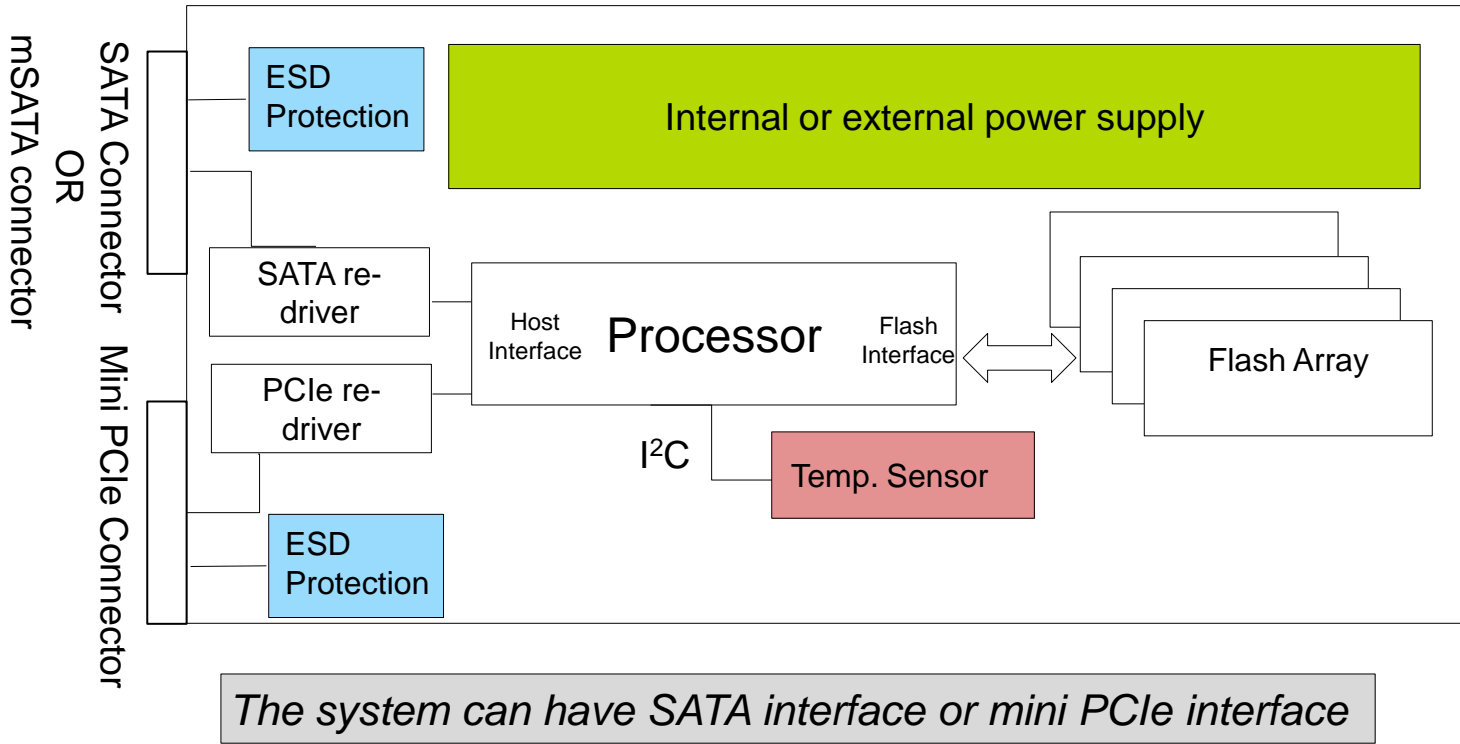 SATA Connector
OR
mSATA connector
Mini PCIe Connector
ESD
Protection
Internal or external power supply
SATA re-
driver
PCIe re-
driver
Host
Interface
Processor
Flash
Interface
Flash Array
I²C
Temp. Sensor
ESD
Protection
The system can have SATA interface or mini PCIe interface